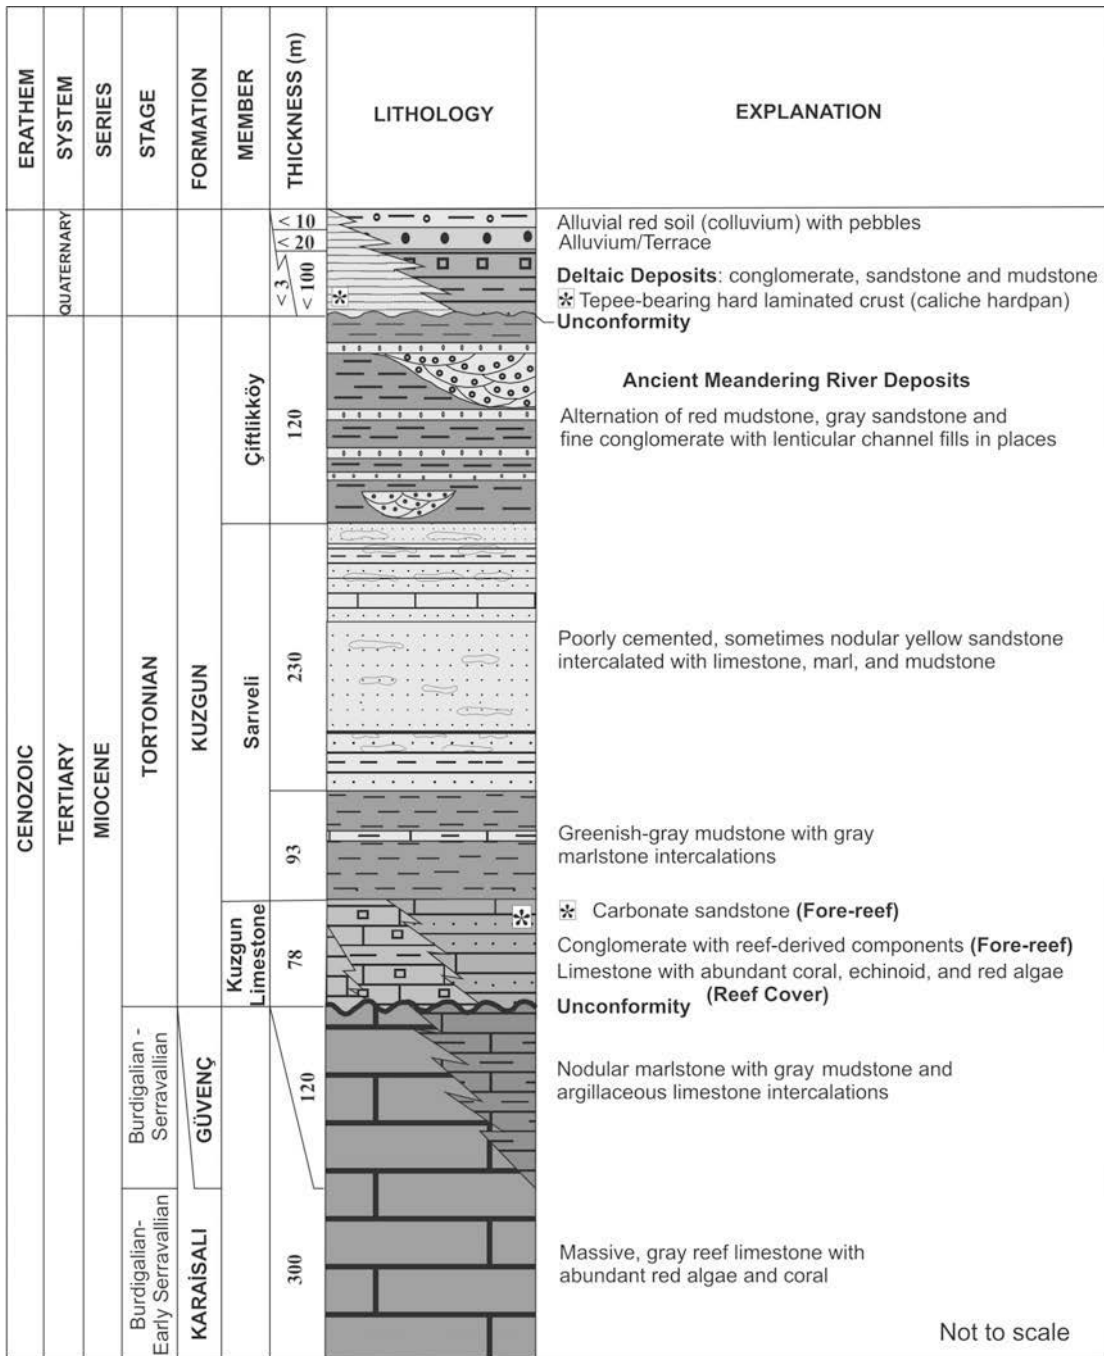 ERATHEM
SYSTEM
SERIES
STAGE
FORMATION
MEMBER
THICKNESS (m)
LITHOLOGY
EXPLANATION
QUATERNARY
< 10
< 20
< 3
< 100
Alluvial red soil (colluvium) with pebbles
Alluvium/Terrace
Deltaic Deposits: conglomerate, sandstone and mudstone
* Tepee-bearing hard laminated crust (caliche hardpan)
Unconformity
CENOZOIC
TERTIARY
MIOCENE
TORTONIAN
KUZGUN
Çiftlikköy
120
Ancient Meandering River Deposits
Alternation of red mudstone, gray sandstone and
fine conglomerate with lenticular channel fills in places
Sarıveli
230
Poorly cemented, sometimes nodular yellow sandstone
intercalated with limestone, marl, and mudstone
93
Greenish-gray mudstone with gray
marlstone intercalations
Kuzgun
Limestone
78
* Carbonate sandstone (Fore-reef)
Conglomerate with reef-derived components (Fore-reef)
Limestone with abundant coral, echinoid, and red algae
(Reef Cover)
Unconformity
Burdigalian -
Serravallian
GÜVENÇ
120
Nodular marlstone with gray mudstone and
argillaceous limestone intercalations
Burdigalian-
Early Serravallian
KARAİSALI
300
Massive, gray reef limestone with
abundant red algae and coral
Not to scale